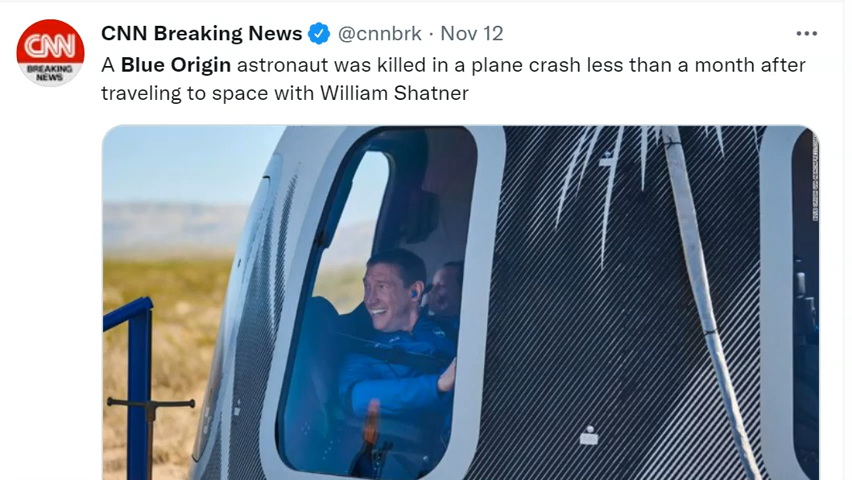 CNN
BREAKING
NEWS
CNN Breaking News @cnnbrk · Nov 12
A Blue Origin astronaut was killed in a plane crash less than a month after
traveling to space with William Shatner